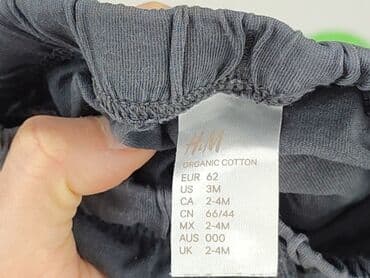 H&M
ORGANIC COTTON
EUR 62
US 3M
CA 2-4M
CN 66/44
MX 2-4M
AUS 000
UK 2-4M